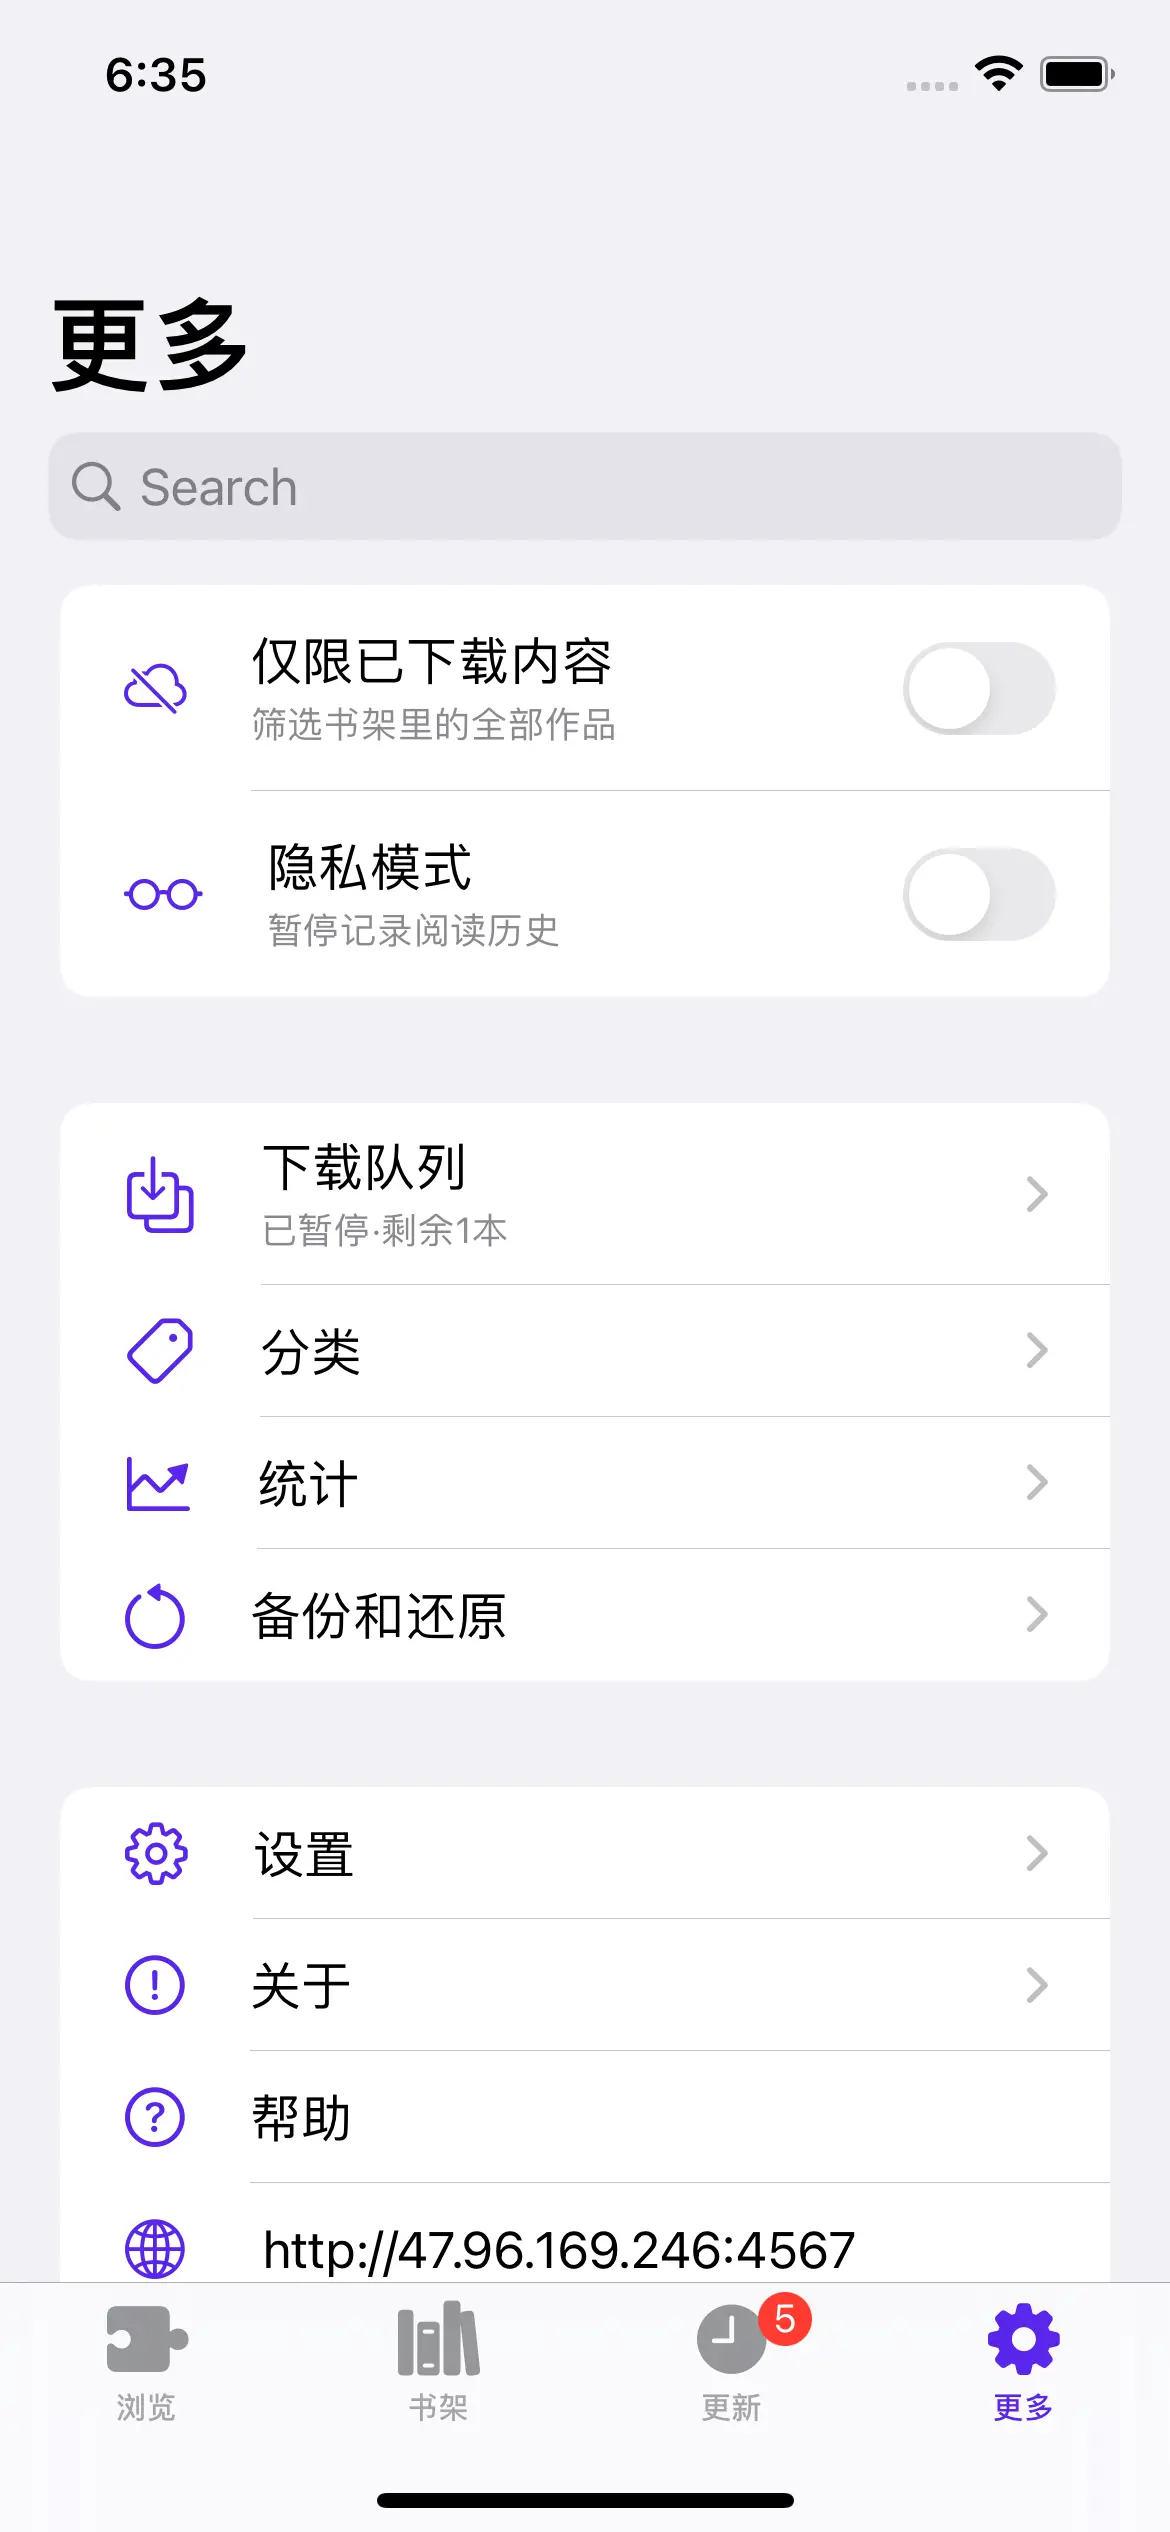 6:35
更多
Search
仅限已下载内容
筛选书架里的全部作品
隐私模式
暂停记录阅读历史
下载队列
已暂停·剩余1本
分类
统计
备份和还原
设置
关于
帮助
http://47.96.169.246:4567
5
浏览
书架
更新
更多